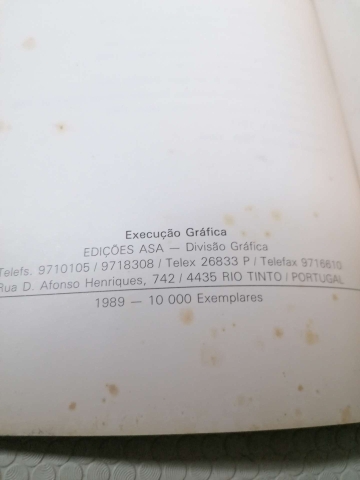 Execução Gráfica
EDIÇÕES ASA — Divisão Gráfica
Telefs. 9710105 / 9718308 / Telex 26833 P / Telefax 9716610
Rua D. Afonso Henriques, 742 / 4435 RIO TINTO / PORTUGAL
1989 — 10 000 Exemplares